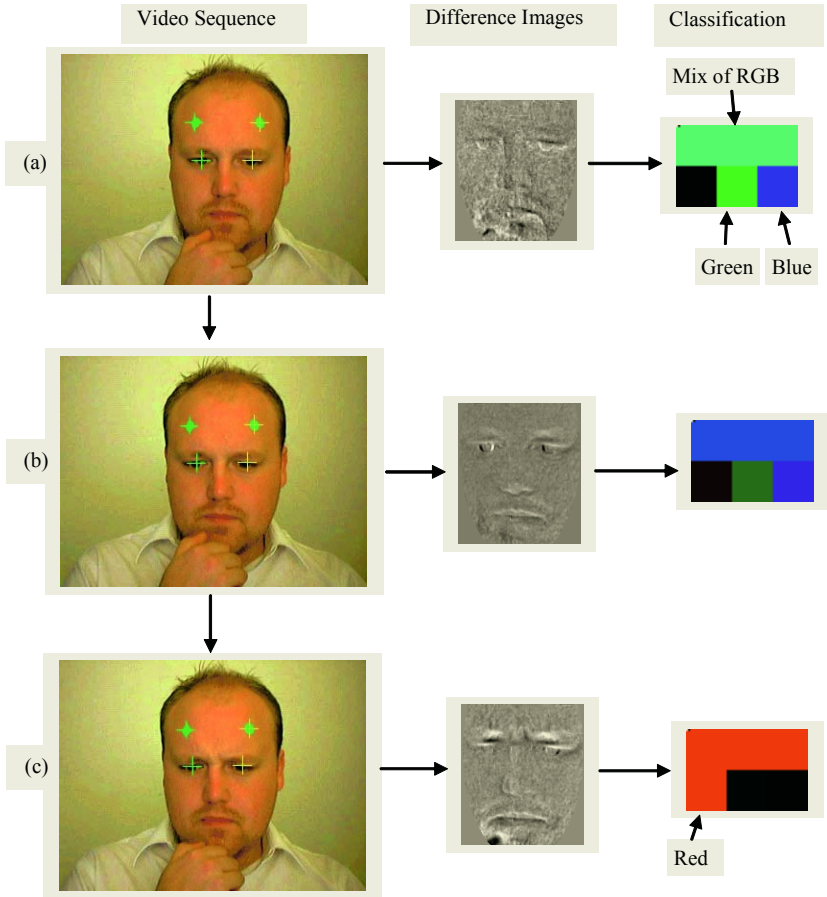 Video Sequence
Difference Images
Classification
Mix of RGB
(a)
Green
Blue
(b)
(c)
Red